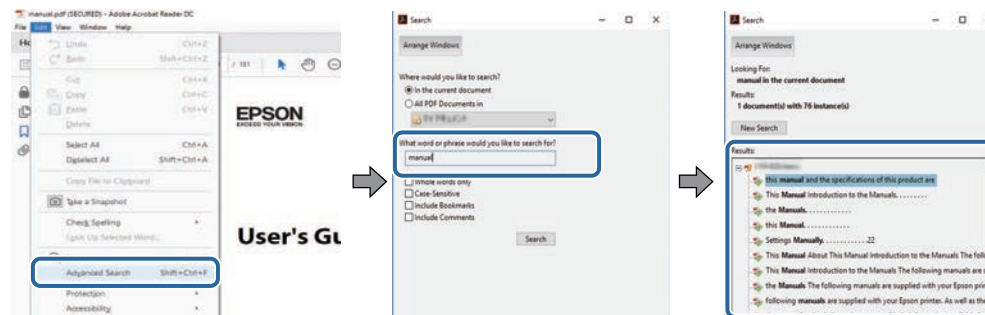 manual.pdf (SECURED) - Adobe Acrobat Reader DC
File Edit View Window Help
Undo Ctrl+Z
Redo Shift+Ctrl+Z
Cut Ctrl+X
Copy Ctrl+C
Paste Ctrl+V
Delete
Select All Ctrl+A
Deselect All Shift+Ctrl+A
Copy File to Clipboard
Take a Snapshot
Check Spelling
Look Up Selected Word...
Advanced Search Shift+Ctrl+F
Protection
Accessibility
/ 181
EPSON
EXCEED YOUR VISION
User's Gu
Search
Arrange Windows
Where would you like to search?
In the current document
All PDF Documents in
What word or phrase would you like to search for?
manual
Whole words only
Case-Sensitive
Include Bookmarks
Include Comments
Search
Search
Arrange Windows
Looking For:
manual in the current document
Results:
1 document(s) with 76 instance(s)
New Search
Results:
this manual and the specifications of this product are
This Manual Introduction to the Manuals. . . . . . . . .
the Manuals. . . . . . . . . . . . .
this Manual. . . . . . . . . . . . .
Settings Manually. . . . . . . . . . . . .22
This Manual About This Manual Introduction to the Manuals The foll
This Manual Introduction to the Manuals The following manuals are s
the Manuals The following manuals are supplied with your Epson prin
following manuals are supplied with your Epson printer. As well as the